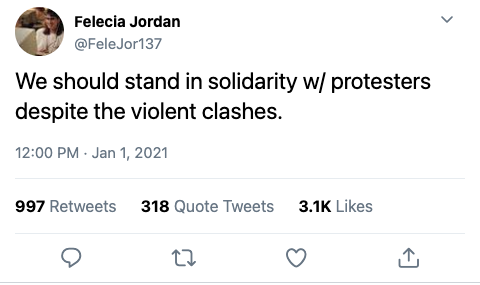 Felecia Jordan
@FeleJor137
We should stand in solidarity w/ protesters
despite the violent clashes.
12:00 PM · Jan 1, 2021
997 Retweets 318 Quote Tweets 3.1K Likes